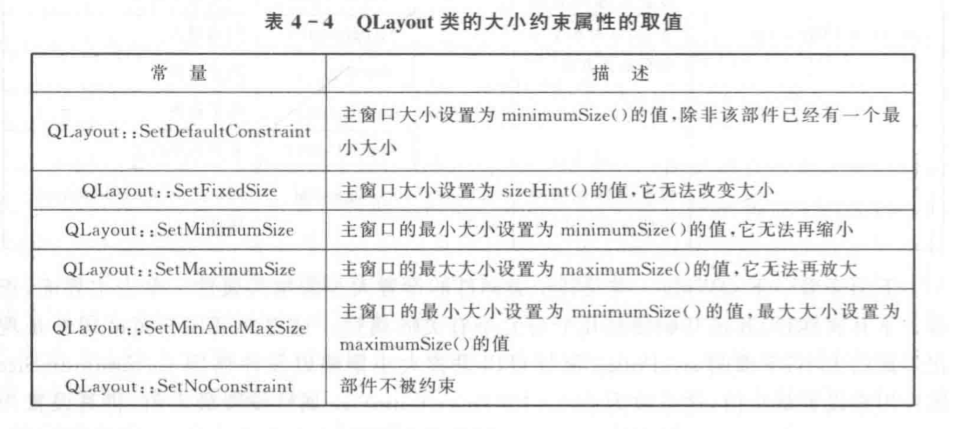 表 4-4 QLayout 类的大小约束属性的取值
常 量
描 述
QLayout::SetDefaultConstraint
主窗口大小设置为 minimumSize()的值,除非该部件已经有一个最
小大小
QLayout::SetFixedSize
主窗口大小设置为 sizeHint()的值,它无法改变大小
QLayout::SetMinimumSize
主窗口的最小大小设置为 minimumSize()的值,它无法再缩小
QLayout::SetMaximumSize
主窗口的最大大小设置为 maximumSize()的值,它无法再放大
QLayout::SetMinAndMaxSize
主窗口的最小大小设置为 minimumSize()的值,最大大小设置为
maximumSize()的值
QLayout::SetNoConstraint
部件不被约束